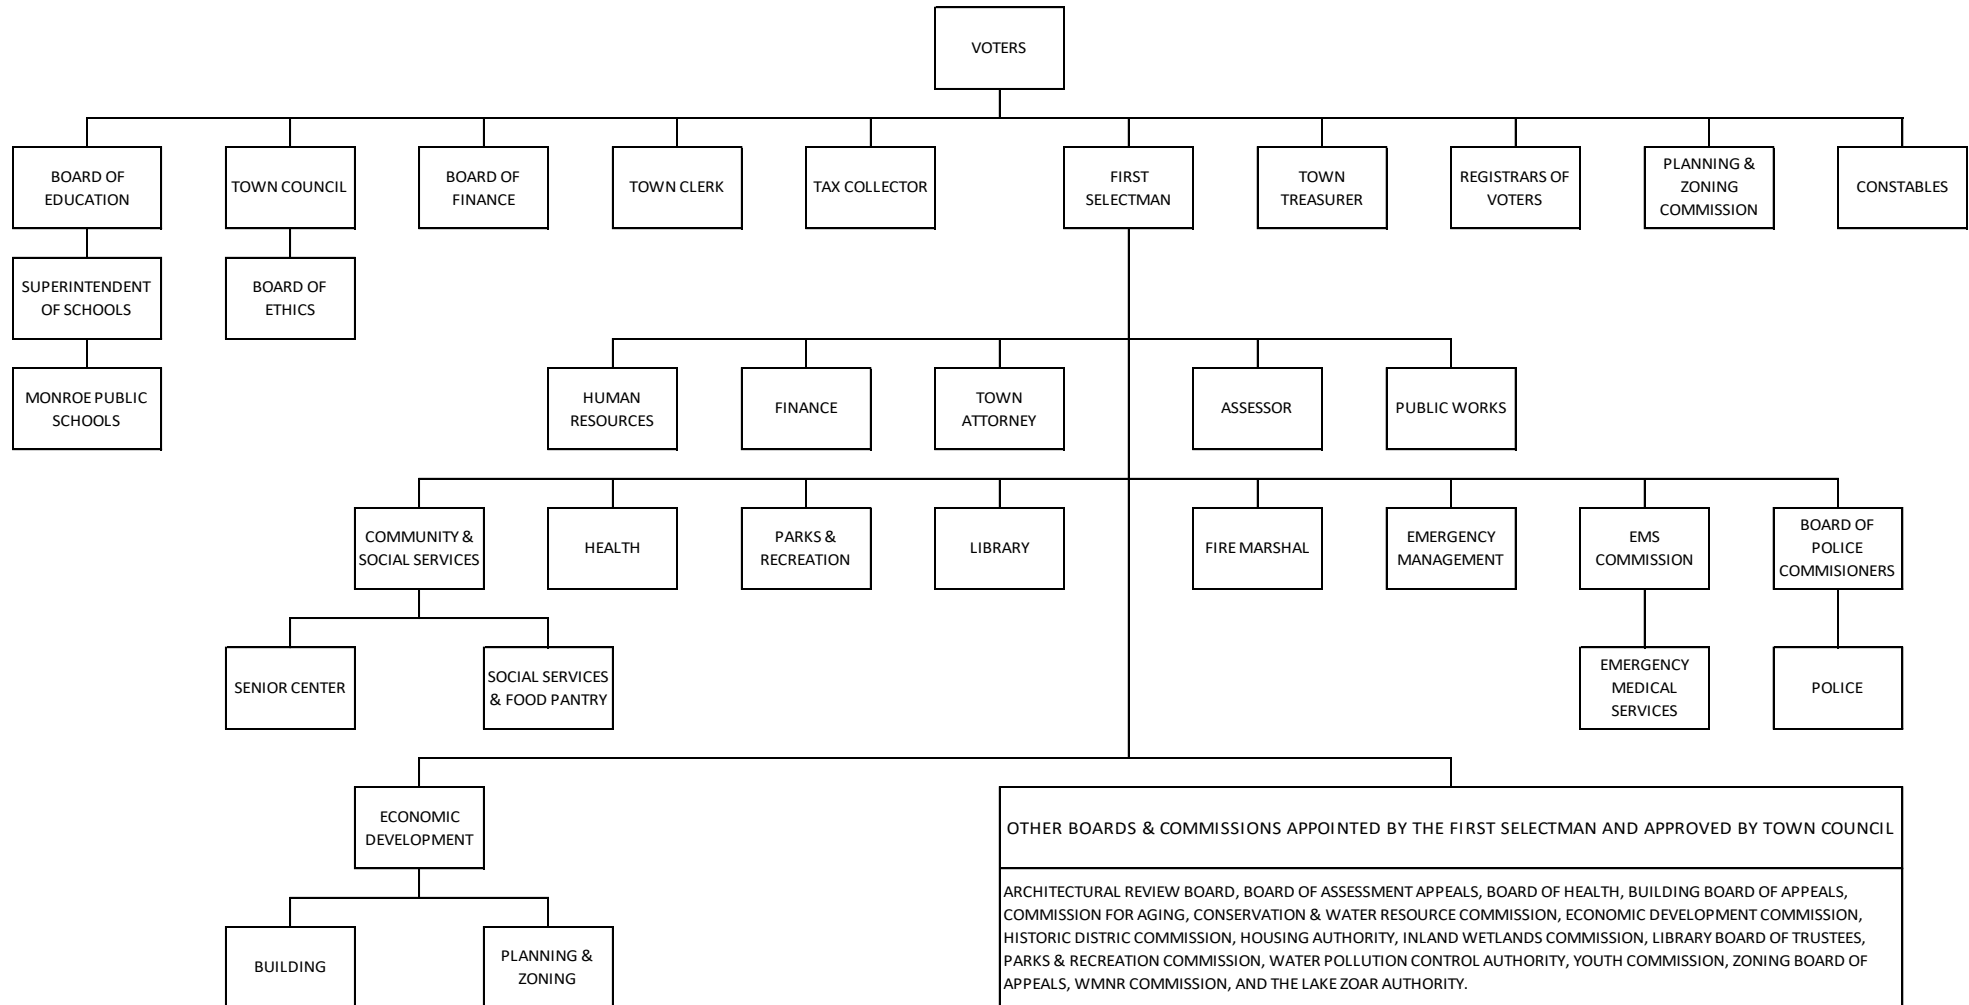 VOTERS
BOARD OF
EDUCATION
TOWN COUNCIL
BOARD OF
FINANCE
TOWN CLERK
TAX COLLECTOR
FIRST
SELECTMAN
TOWN
TREASURER
REGISTRARS OF
VOTERS
PLANNING &
ZONING
COMMISSION
CONSTABLES
SUPERINTENDENT
OF SCHOOLS
BOARD OF
ETHICS
MONROE PUBLIC
SCHOOLS
HUMAN
RESOURCES
FINANCE
TOWN
ATTORNEY
ASSESSOR
PUBLIC WORKS
COMMUNITY &
SOCIAL SERVICES
HEALTH
PARKS &
RECREATION
LIBRARY
FIRE MARSHAL
EMERGENCY
MANAGEMENT
EMS
COMMISSION
BOARD OF
POLICE
COMMISIONERS
SENIOR CENTER
SOCIAL SERVICES
& FOOD PANTRY
EMERGENCY
MEDICAL
SERVICES
POLICE
ECONOMIC
DEVELOPMENT
BUILDING
PLANNING &
ZONING
OTHER BOARDS & COMMISSIONS APPOINTED BY THE FIRST SELECTMAN AND APPROVED BY TOWN COUNCIL
ARCHITECTURAL REVIEW BOARD, BOARD OF ASSESSMENT APPEALS, BOARD OF HEALTH, BUILDING BOARD OF APPEALS,
COMMISSION FOR AGING, CONSERVATION & WATER RESOURCE COMMISSION, ECONOMIC DEVELOPMENT COMMISSION,
HISTORIC DISTRIC COMMISSION, HOUSING AUTHORITY, INLAND WETLANDS COMMISSION, LIBRARY BOARD OF TRUSTEES,
PARKS & RECREATION COMMISSION, WATER POLLUTION CONTROL AUTHORITY, YOUTH COMMISSION, ZONING BOARD OF
APPEALS, WMNR COMMISSION, AND THE LAKE ZOAR AUTHORITY.